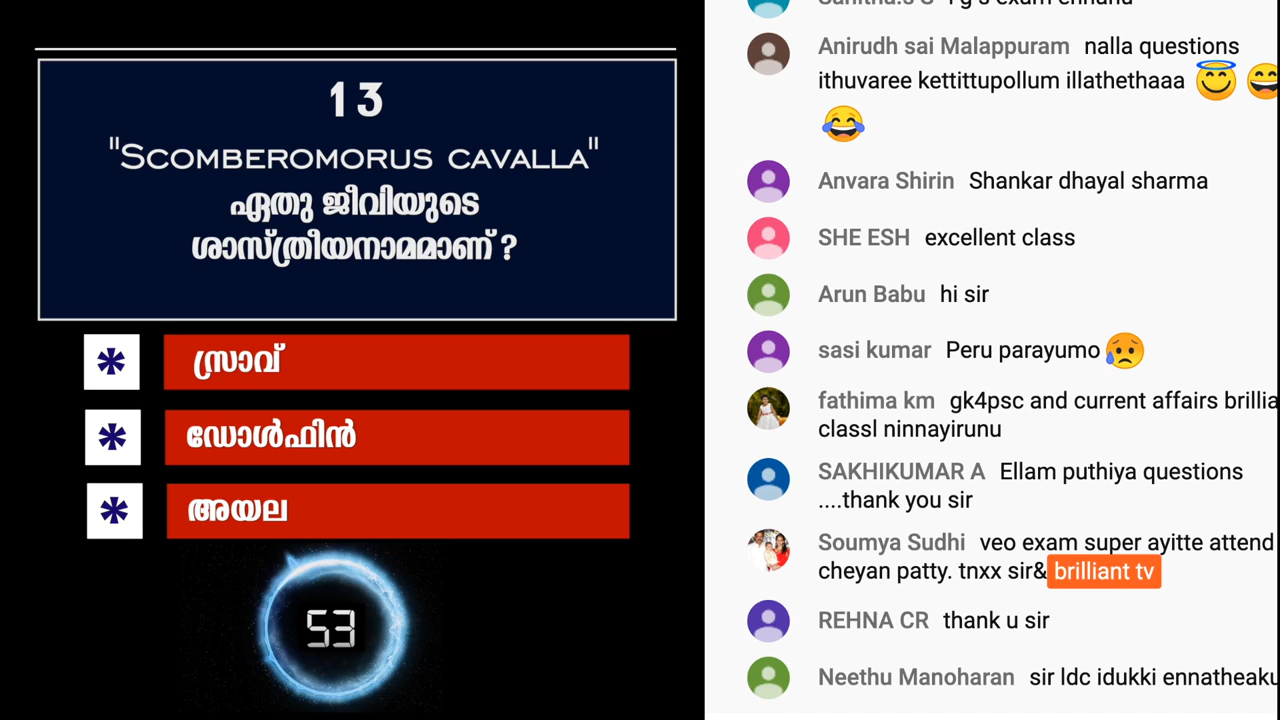 13
"Scomberomorus cavalla"
ഏതു ജീവിയുടെ
ശാസ്ത്രീയനാമമാണ് ?
* സ്രാവ്
* ഡോൾഫിൻ
* അയല
53
Anirudh sai Malappuram nalla questions
ithuvaree kettittupollum illathethaaa 😇 😄
😂
Anvara Shirin Shankar dhayal sharma
SHE ESH excellent class
Arun Babu hi sir
sasi kumar Peru parayumo 😥
fathima km gk4psc and current affairs brillia
classl ninnayirunu
SAKHIKUMAR A Ellam puthiya questions
....thank you sir
Soumya Sudhi veo exam super ayitte attend
cheyan patty. tnxx sir& brilliant tv
REHNA CR thank u sir
Neethu Manoharan sir ldc idukki ennatheaku